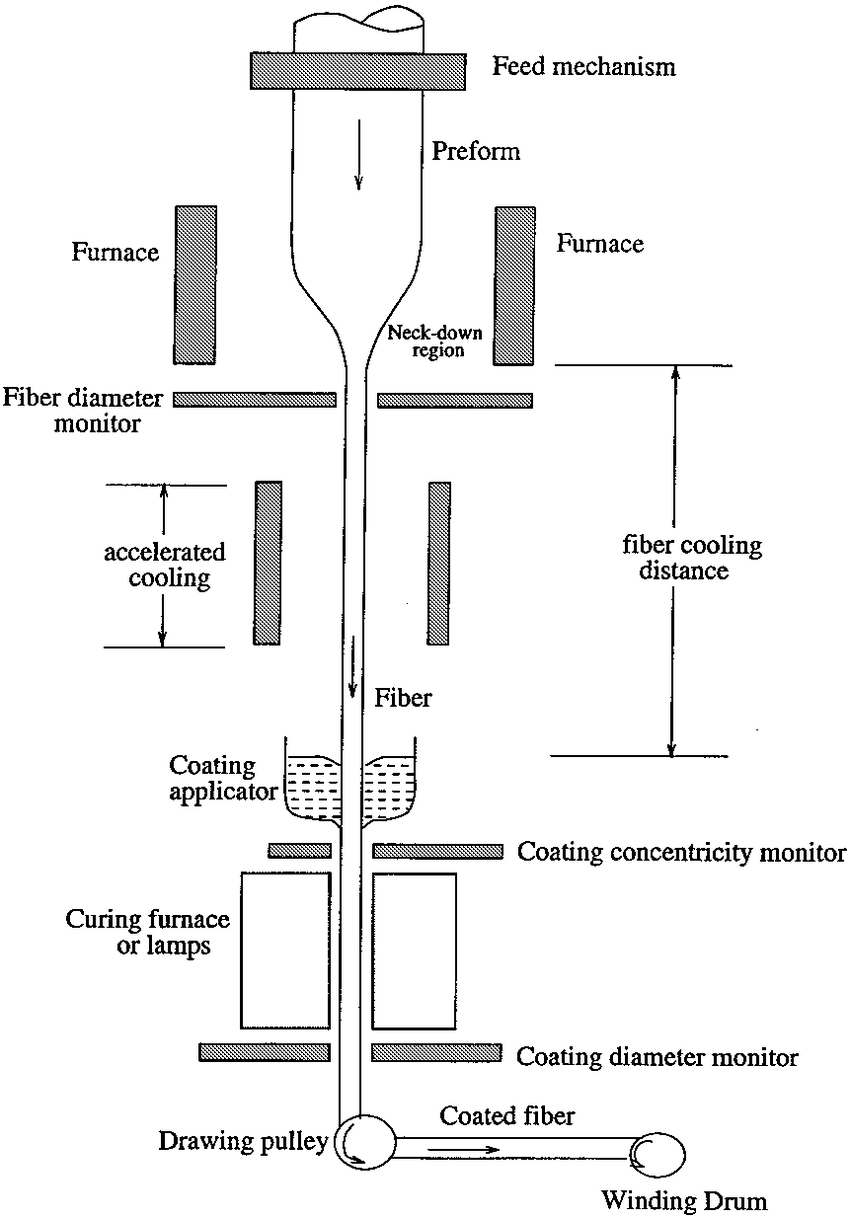 Feed mechanism
Preform
Furnace
Furnace
Neck-down
region
Fiber diameter
monitor
accelerated
cooling
fiber cooling
distance
Fiber
Coating
applicator
Coating concentricity monitor
Curing furnace
or lamps
Coating diameter monitor
Coated fiber
Drawing pulley
Winding Drum